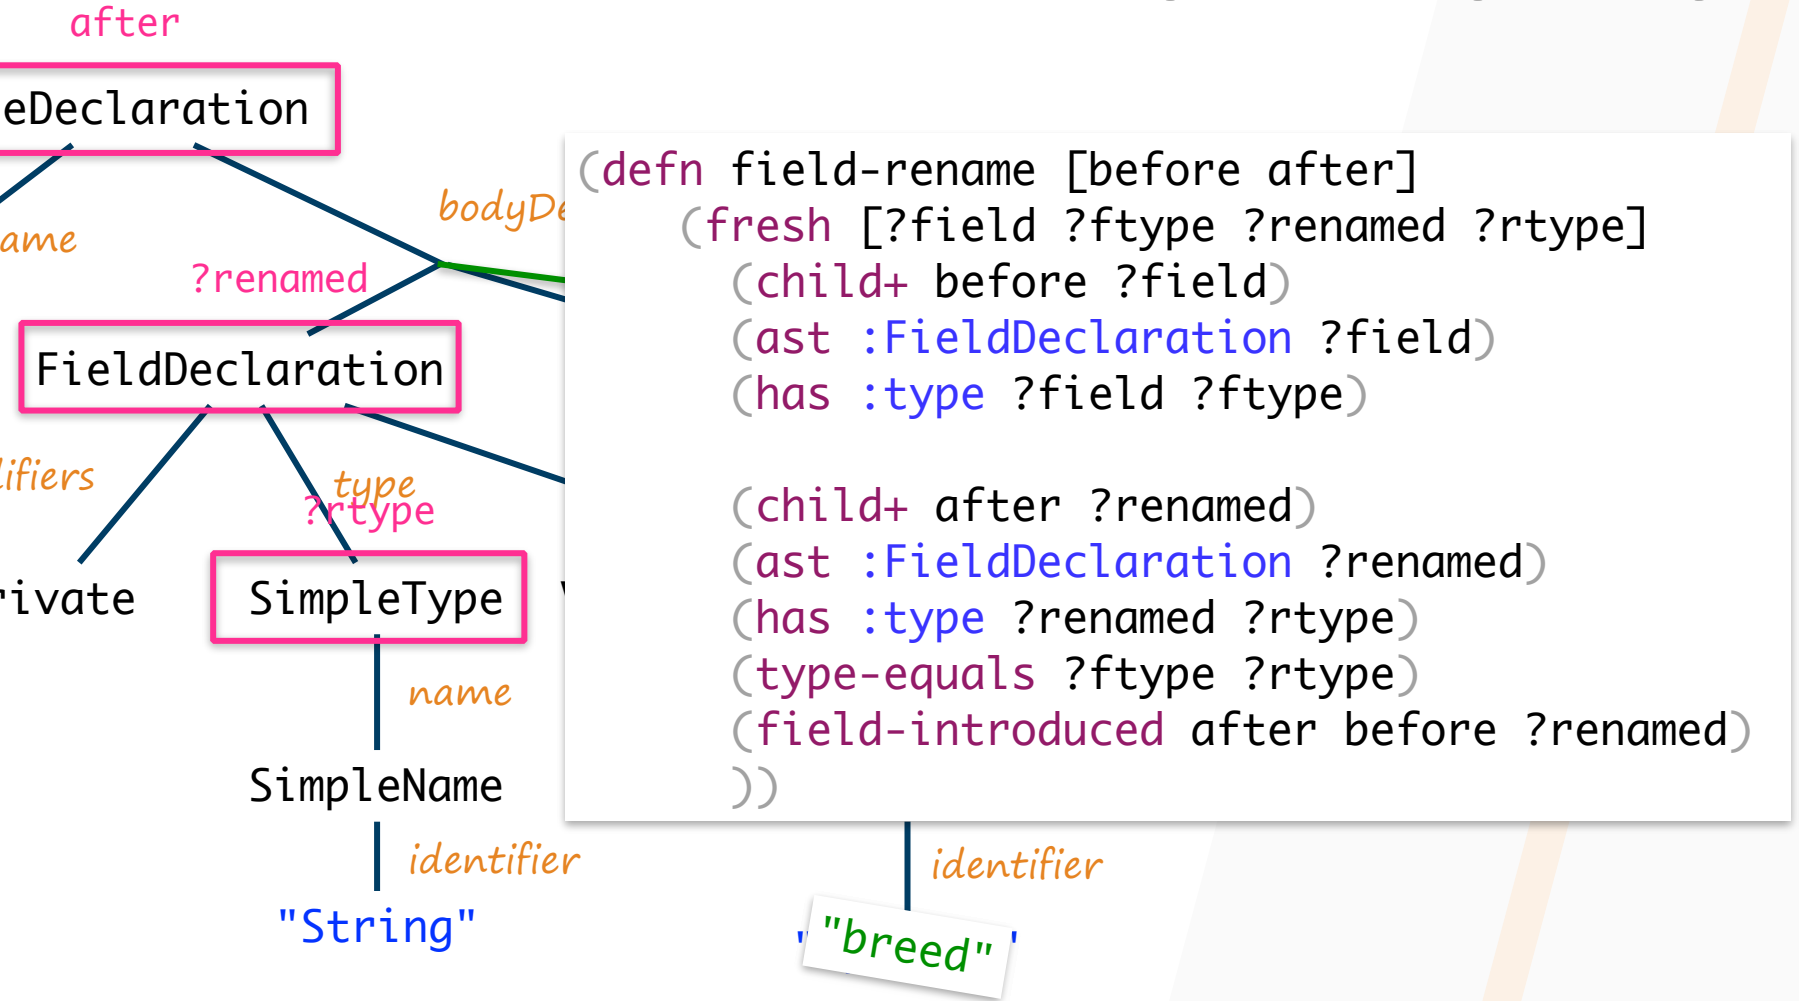 after
eDeclaration
bodyDe
ame
?renamed
FieldDeclaration
lifiers
type
?rtype
rivate
SimpleType
name
SimpleName
identifier
"String"
(defn field-rename [before after]
(fresh [?field ?ftype ?renamed ?rtype]
(child+ before ?field)
(ast :FieldDeclaration ?field)
(has :type ?field ?ftype)
(child+ after ?renamed)
(ast :FieldDeclaration ?renamed)
(has :type ?renamed ?rtype)
(type-equals ?ftype ?rtype)
(field-introduced after before ?renamed)
))
identifier
"breed"